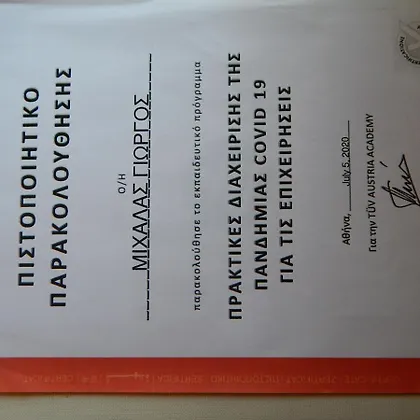 ΠΙΣΤΟΠΟΙΗΤΙΚΟ
ΠΑΡΑΚΟΛΟΥΘΗΣΗΣ
Ο/Η
ΜΙΧΑΛΑΣ ΓΙΩΡΓΟΣ
παρακολούθησε το εκπαιδευτικό πρόγραμμα
ΠΡΑΚΤΙΚΕΣ ΔΙΑΧΕΙΡΙΣΗΣ ΤΗΣ
ΠΑΝΔΗΜΙΑΣ COVID 19
ΓΙΑ ΤΙΣ ΕΠΙΧΕΙΡΗΣΕΙΣ
Αθήνα, July 5, 2020
Για την TÜV AUSTRIA ACADEMY